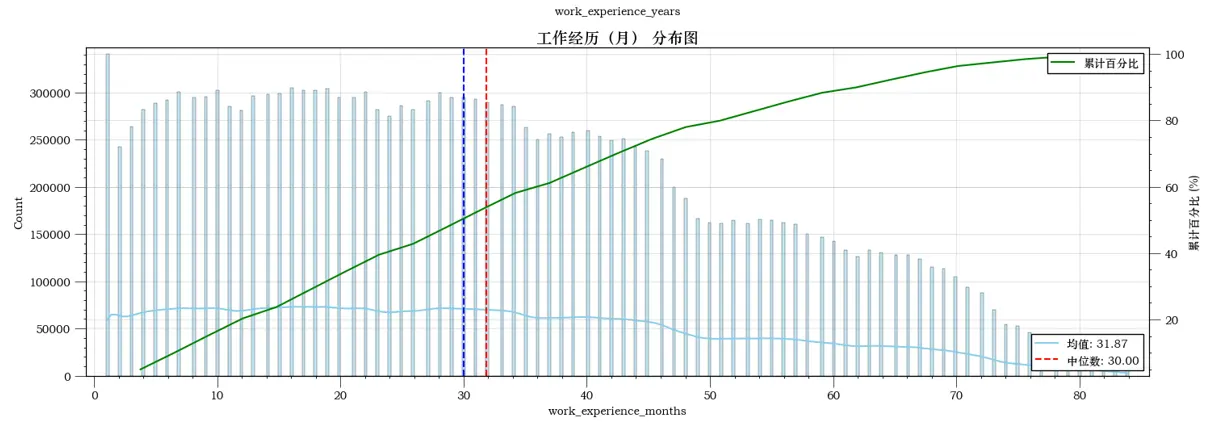 work_experience_years
工作经历（月） 分布图
累计百分比
300000
250000
200000
150000
100000
50000
0
Count
100
80
60
40
20
累计百分比 (%)
均值: 31.87
中位数: 30.00
0 10 20 30 40 50 60 70 80
work_experience_months